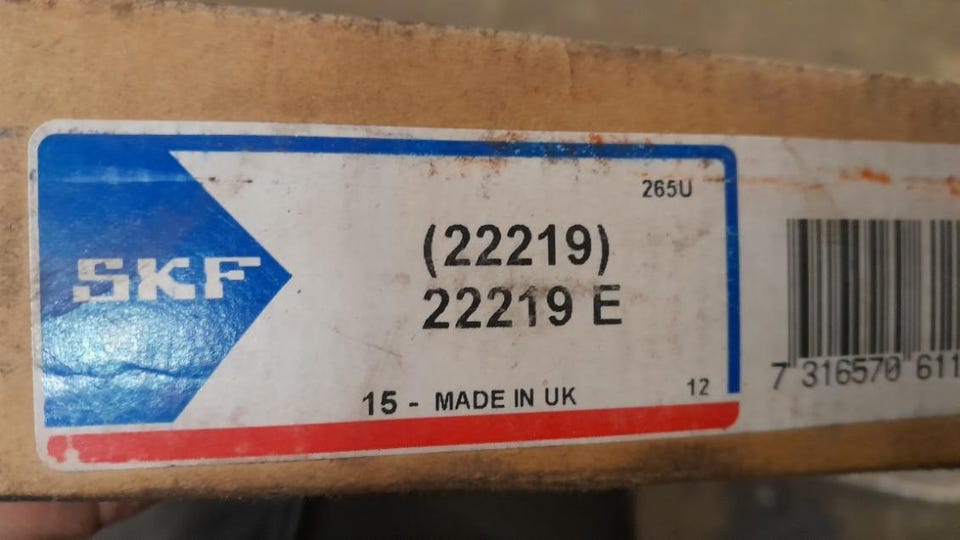 265U
(22219)
22219 E
SKF
15 - MADE IN UK
12
7 316570 611